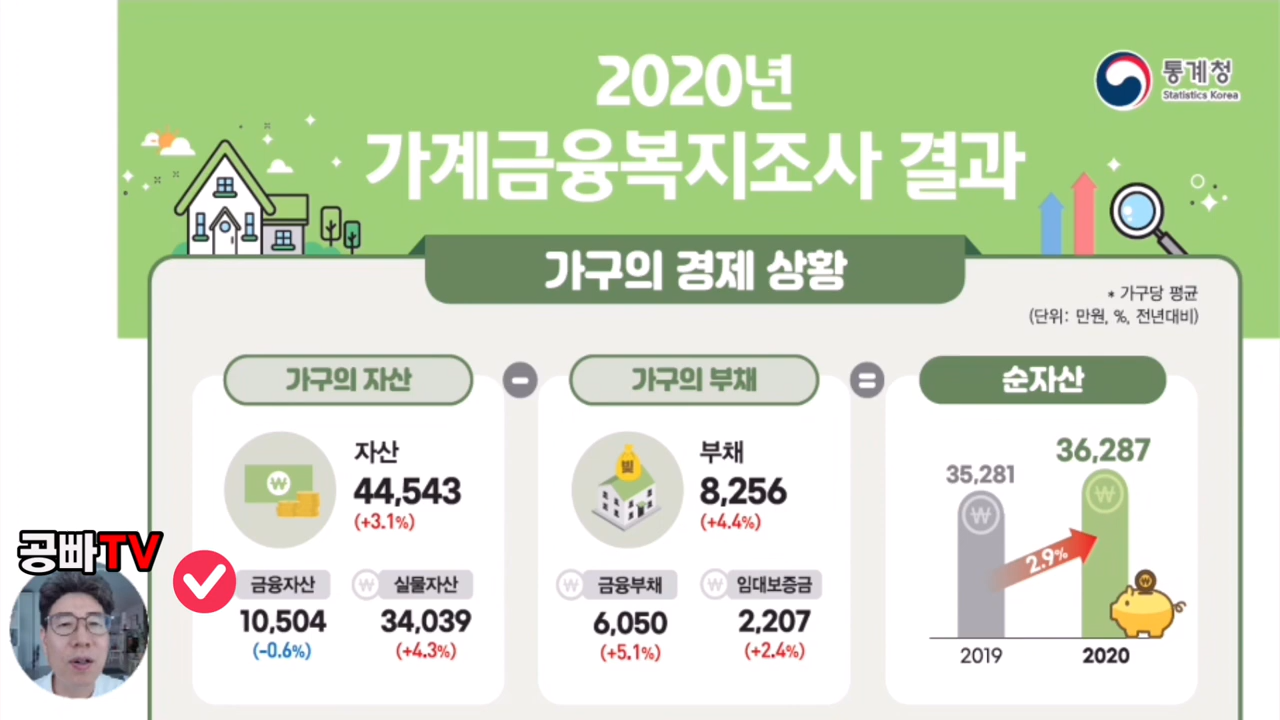 2020년
가계금융복지조사 결과
통계청
Statistics Korea
가구의 경제 상황
* 가구당 평균
(단위: 만원, %, 전년대비)
가구의 자산
-
가구의 부채
=
순자산
자산
44,543
(+3.1%)
금융자산
10,504
(-0.6%)
₩ 실물자산
34,039
(+4.3%)
빚
부채
8,256
(+4.4%)
₩ 금융부채
6,050
(+5.1%)
₩ 임대보증금
2,207
(+2.4%)
35,281
36,287
2.9%
2019
2020
공빠TV